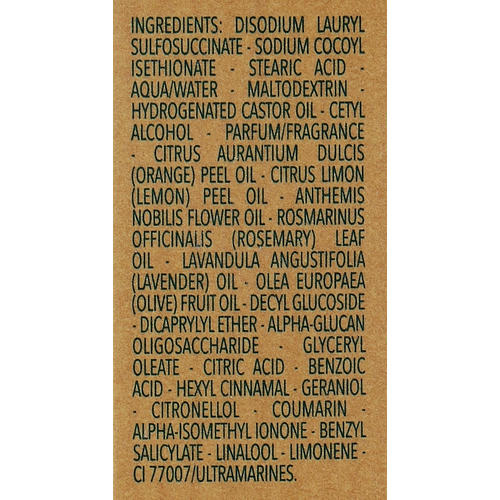 INGREDIENTS: DISODIUM LAURYL
SULFOSUCCINATE - SODIUM COCOYL
ISETHIONATE - STEARIC ACID -
AQUA/WATER - MALTODEXTRIN -
HYDROGENATED CASTOR OIL - CETYL
ALCOHOL - PARFUM/FRAGRANCE
- CITRUS AURANTIUM DULCIS
(ORANGE) PEEL OIL - CITRUS LIMON
(LEMON) PEEL OIL - ANTHEMIS
NOBILIS FLOWER OIL - ROSMARINUS
OFFICINALIS (ROSEMARY) LEAF
OIL - LAVANDULA ANGUSTIFOLIA
(LAVENDER) OIL - OLEA EUROPAEA
(OLIVE) FRUIT OIL - DECYL GLUCOSIDE
- DICAPRYLYL ETHER - ALPHA-GLUCAN
OLIGOSACCHARIDE - GLYCERYL
OLEATE - CITRIC ACID - BENZOIC
ACID - HEXYL CINNAMAL - GERANIOL
- CITRONELLOL - COUMARIN -
ALPHA-ISOMETHYL IONONE - BENZYL
SALICYLATE - LINALOOL - LIMONENE -
CI 77007/ULTRAMARINES.